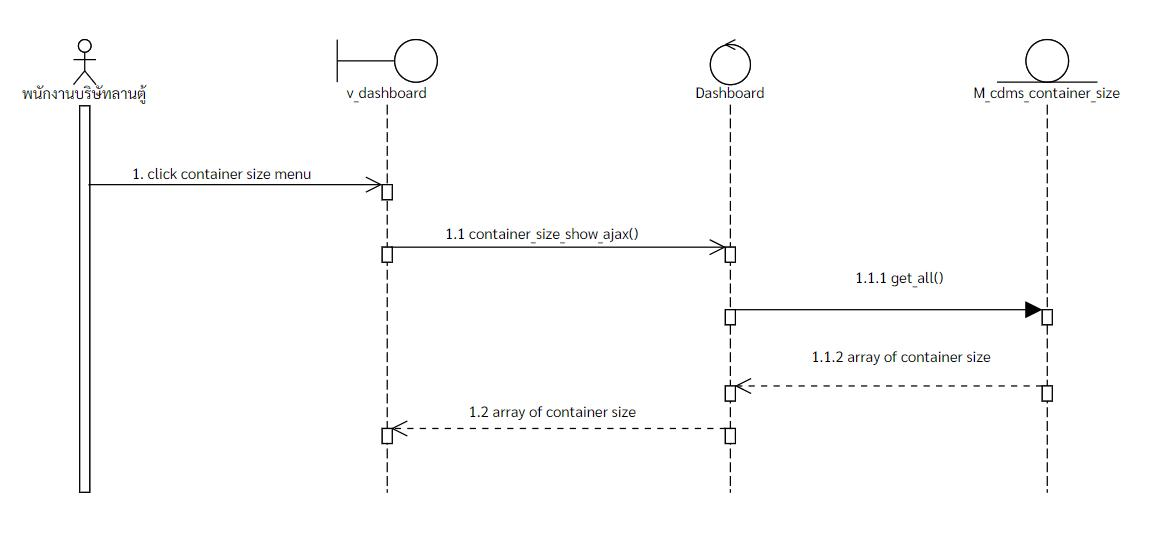 พนักงานบริษัทลานตู้
v_dashboard
Dashboard
M_cdms_container_size
1. click container size menu
1.1 container_size_show_ajax()
1.1.1 get_all()
1.1.2 array of container size
1.2 array of container size